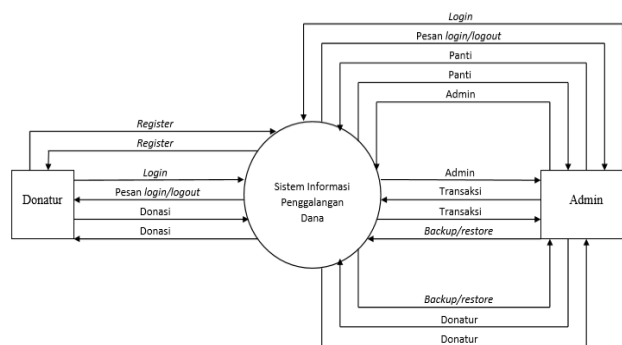 Login
Pesan login/logout
Panti
Panti
Admin
Register
Register
Login
Pesan login/logout
Donasi
Donasi
Donatur
Sistem Informasi
Penggalangan
Dana
Admin
Transaksi
Transaksi
Backup/restore
Admin
Backup/restore
Donatur
Donatur